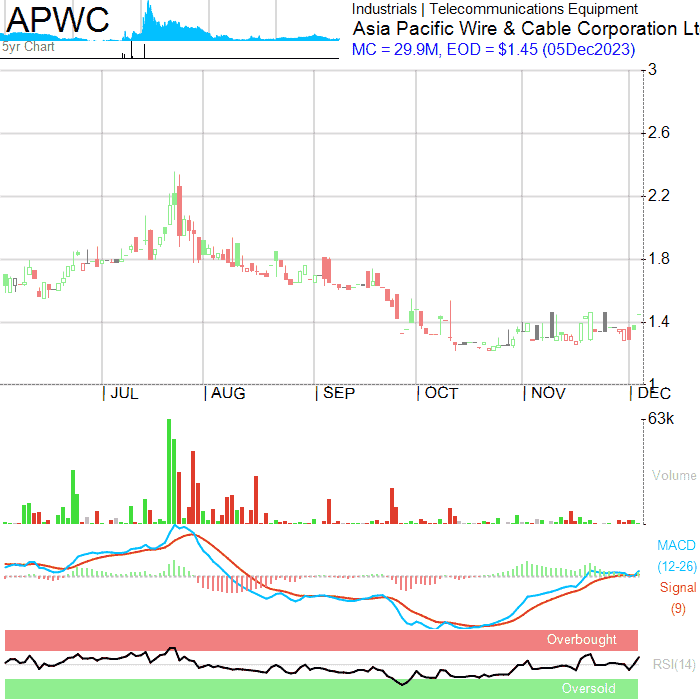 APWC
5yr Chart
Industrials | Telecommunications Equipment
Asia Pacific Wire & Cable Corporation Lt
MC = 29.9M, EOD = $1.45 (05Dec2023)
3
2.6
2.2
1.8
1.4
1
| JUL | AUG | SEP | OCT | NOV | DEC
63k
Volume
MACD
(12-26)
Signal
(9)
Overbought
RSI(14)
Oversold